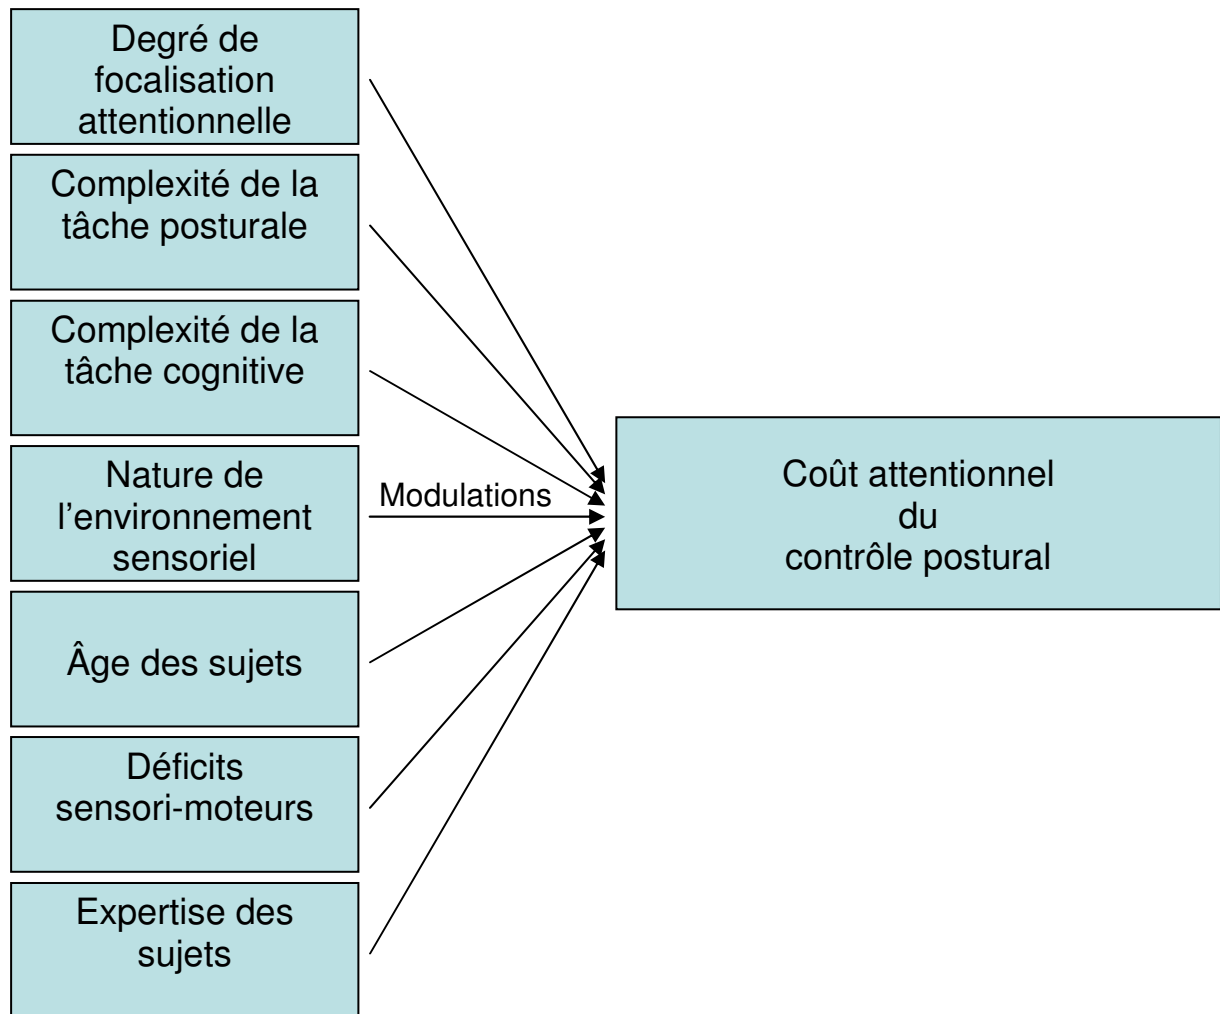 Degré de
focalisation
attentionnelle
Complexité de la
tâche posturale
Complexité de la
tâche cognitive
Nature de
l'environnement
sensoriel
Modulations
Âge des sujets
Déficits
sensori-moteurs
Expertise des
sujets
Coût attentionnel
du
contrôle postural